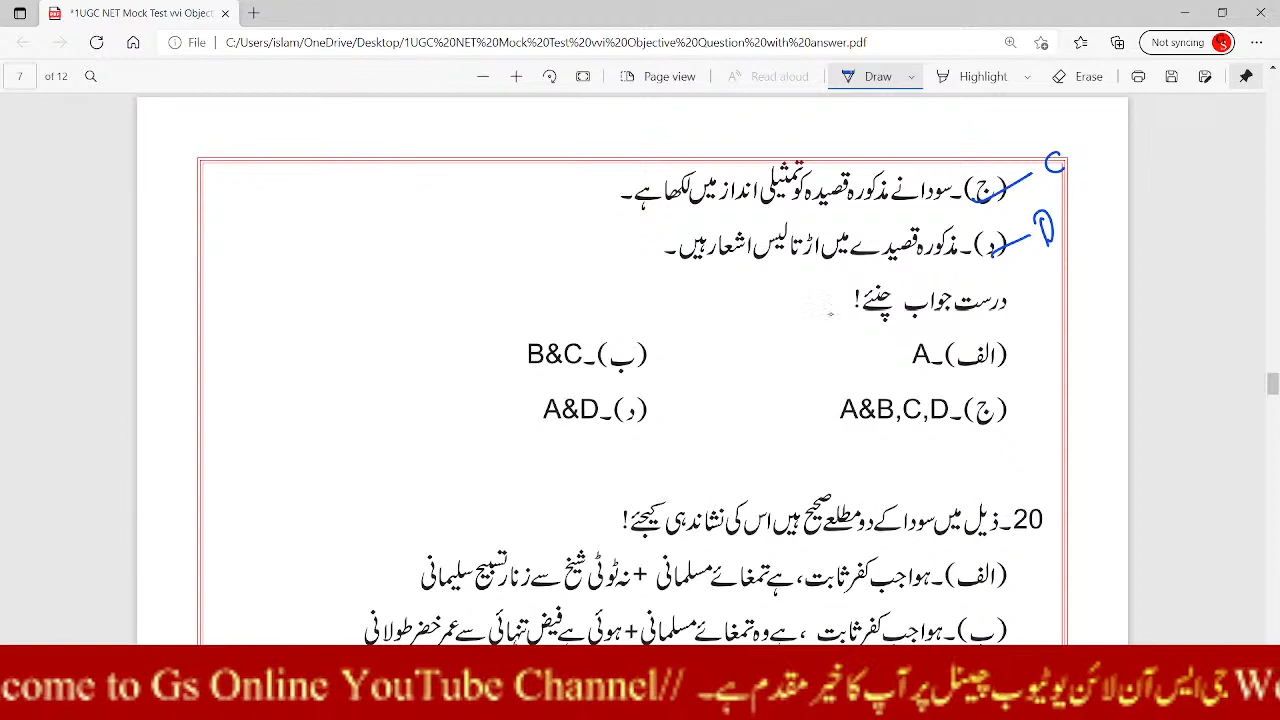 *1UGC NET Mock Test vvi Object
File C:/Users/islam/OneDrive/Desktop/1UGC%20NET%20Mock%20Test%20vvi%20Objective%20Question%20with%20answer.pdf Not syncing
7 of 12 Page view Read aloud Draw Highlight Erase
(ج)۔سودا نے مذکورہ قصیدہ کو تمثیلی انداز میں لکھا ہے۔ C
(د)۔ مذکورہ قصیدے میں اڑتالیس اشعار ہیں۔ D
درست جواب چنئے!
(الف)۔A (ب)۔B&C
(ج)۔A&B,C,D (د)۔A&D
20۔ذیل میں سودا کے دو مطلعے صحیح ہیں اس کی نشاندہی کیجئے!
(الف)۔ہوا جب کفر ثابت، ہے تمغائے مسلمانی + نہ ٹوٹی شیخ سے زنار تسبیح سلیمانی
(ب)۔ہوا جب کفر ثابت ، ہے وہ تمغائے مسلمانی + ہوئی ہے فیض تنہائی سے عمر خضر طولانی
come to Gs Online YouTube Channel// جی ایس آن لائن یوٹیوب چینل پر آپ کا خیر مقدم ہے۔ We